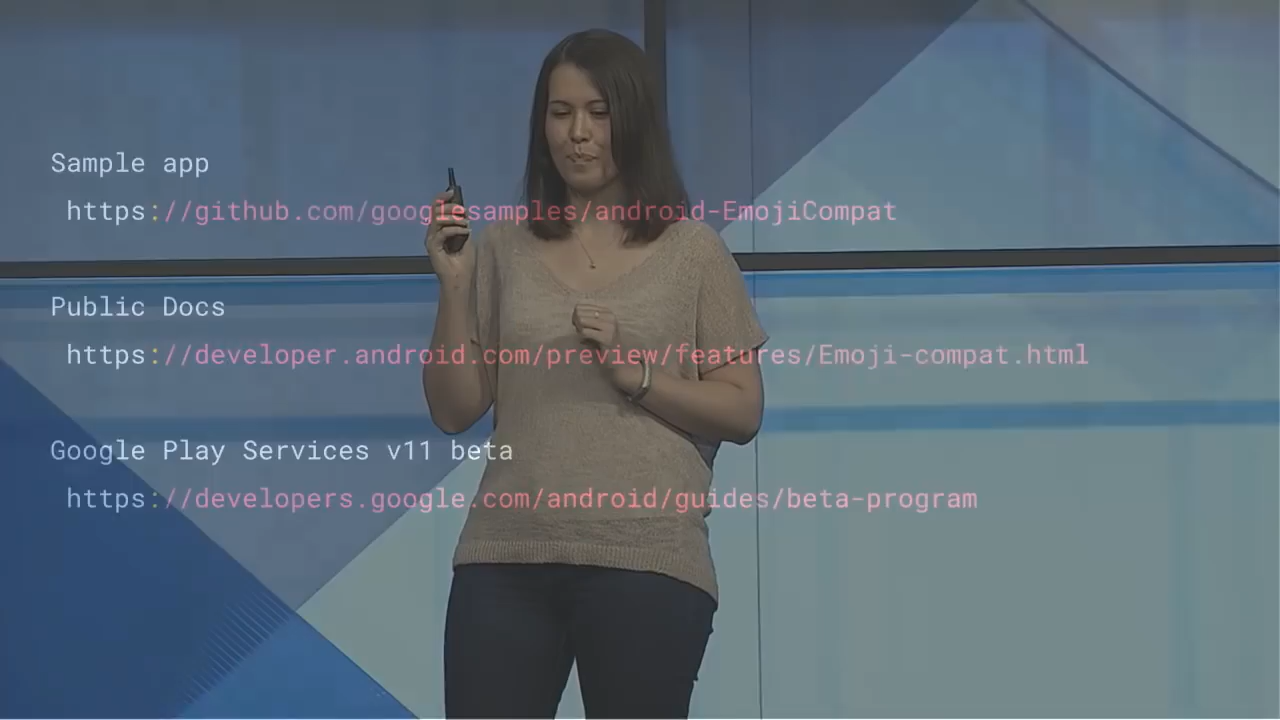 Sample app
https://github.com/googlesamples/android-EmojiCompat
Public Docs
https://developer.android.com/preview/features/Emoji-compat.html
Google Play Services v11 beta
https://developers.google.com/android/guides/beta-program